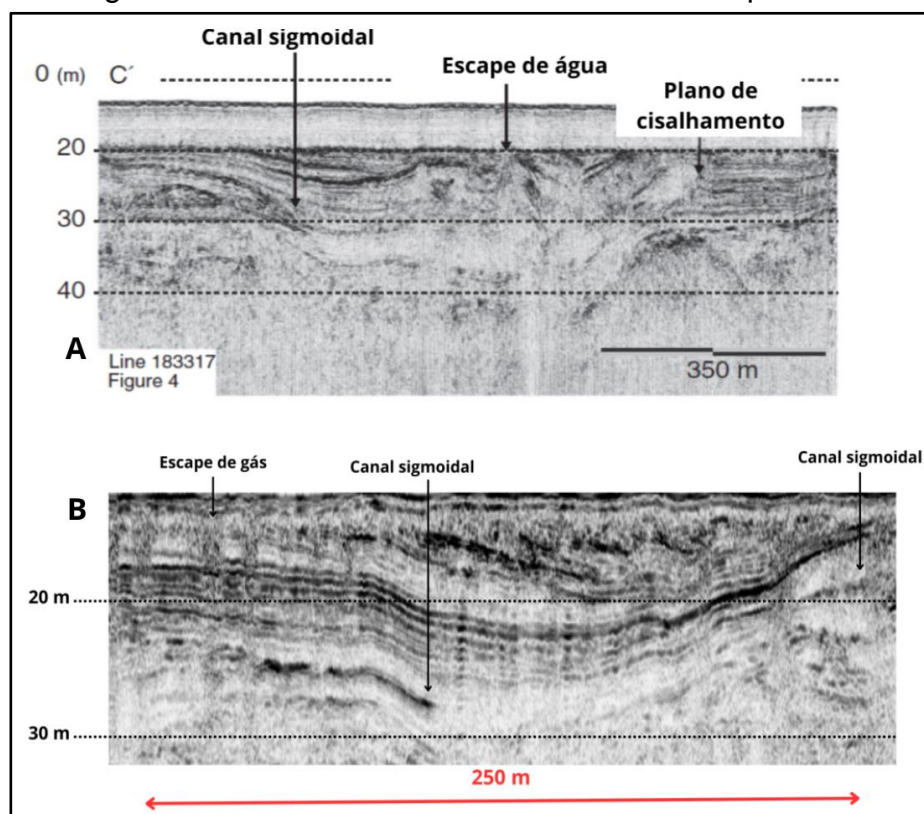 Canal sigmoidal
0 (m) C´
Escape de água
Plano de
cisalhamento
20
30
40
A
Line 183317
Figure 4
350 m
Escape de gás
Canal sigmoidal
Canal sigmoidal
B
20 m
30 m
250 m